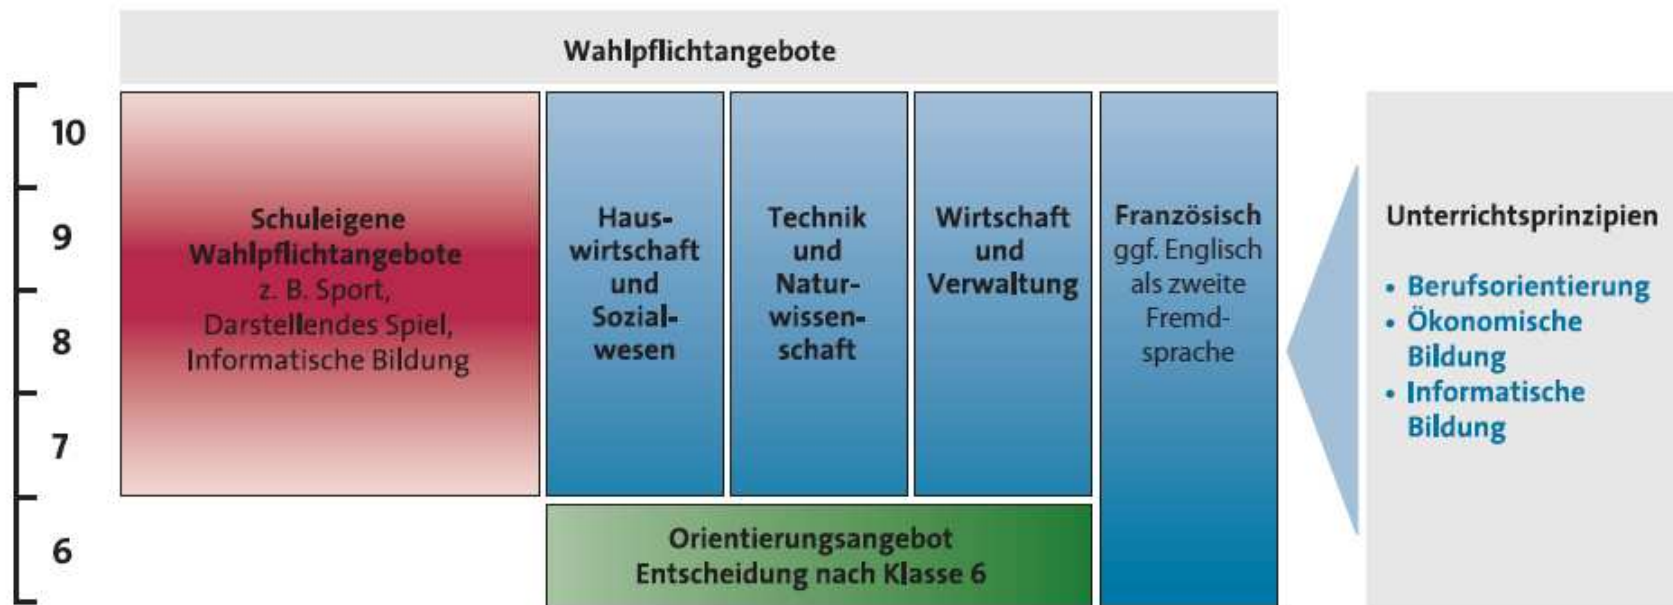 Wahlpflichtangebote
10
9
8
7
6
Schuleigene
Wahlpflichtangebote
z. B. Sport,
Darstellendes Spiel,
Informatische Bildung
Haus-
wirtschaft
und
Sozial-
wesen
Technik
und
Natur-
wissen-
schaft
Wirtschaft
und
Verwaltung
Französisch
ggf. Englisch
als zweite
Fremd-
sprache
Orientierungsangebot
Entscheidung nach Klasse 6
Unterrichtsprinzipien
• Berufsorientierung
• Ökonomische
Bildung
• Informatische
Bildung